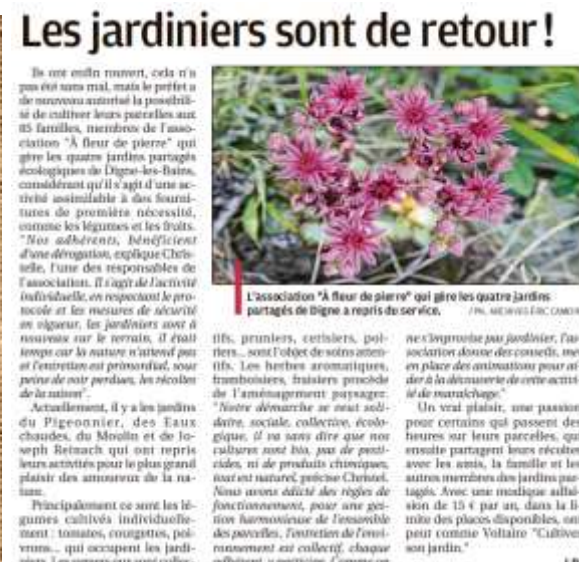 Les jardiniers sont de retour !
Ils ont enfin rouvert, cela n'a
pas été sans mal, mais le préfet a
de nouveau autorisé la possibili-
té de cultiver leurs parcelles aux
85 familles, membres de l'asso-
ciation "À fleur de pierre" qui
gère les quatre jardins partagés
écologiques de Digne-les-Bains,
considérant qu'il s'agit d'une ac-
tivité assimilable à des fourni-
tures de première nécessité,
comme les légumes et les fruits.
"Nos adhérents, bénéficient
d'une dérogation, explique Chris-
telle, l'une des responsables de
l'association. Il s'agit de l'activité
individuelle, en respectant le pro-
tocole et les mesures de sécurité
en vigueur, les jardiniers sont à
nouveau sur le terrain, il était
temps car la nature n'attend pas
et l'entretien est primordial, sous
peine de voir perdues, les récoltes
de la saison".
Actuellement, il y a les jardins
du Pigeonnier, des Eaux
chaudes, du Moulin et de Jo-
seph Reinach qui ont repris
leurs activités pour le plus grand
plaisir des amoureux de la na-
ture.
Principalement ce sont les lé-
gumes cultivés individuelle-
ment : tomates, courgettes, poi-
vrons... qui occupent les jardi-
L'association "À fleur de pierre" qui gère les quatre jardins
partagés de Digne a repris du service.
/ PH. ARCHIVES ÉRIC CAMOIN
tifs, pruniers, cerisiers, poi-
riers... sont l'objet de soins atten-
tifs. Les herbes aromatiques,
framboisiers, fraisiers procède
de l'aménagement paysager.
"Notre démarche se veut soli-
daire, sociale, collective, écolo-
gique, il va sans dire que nos
cultures sont bio, pas de pesti-
cides, ni de produits chimiques,
tout est naturel, précise Christel.
Nous avons édicté des règles de
fonctionnement, pour une ges-
tion harmonieuse de l'ensemble
des parcelles, l'entretien de l'envi-
ronnement est collectif, chaque
adhérent y participe. Comme on
ne s'improvise pas jardinier, l'as-
sociation donne des conseils, met
en place des animations pour ai-
der à la découverte de cette activi-
té de maraîchage."
Un vrai plaisir, une passion
pour certains qui passent des
heures sur leurs parcelles, qui
ensuite partagent leurs récoltes
avec les amis, la famille et les
autres membres des jardins par-
tagés. Avec une modique adhé-
sion de 15 € par an, dans la li-
mite des places disponibles, on
peut comme Voltaire "Cultiver
son jardin."